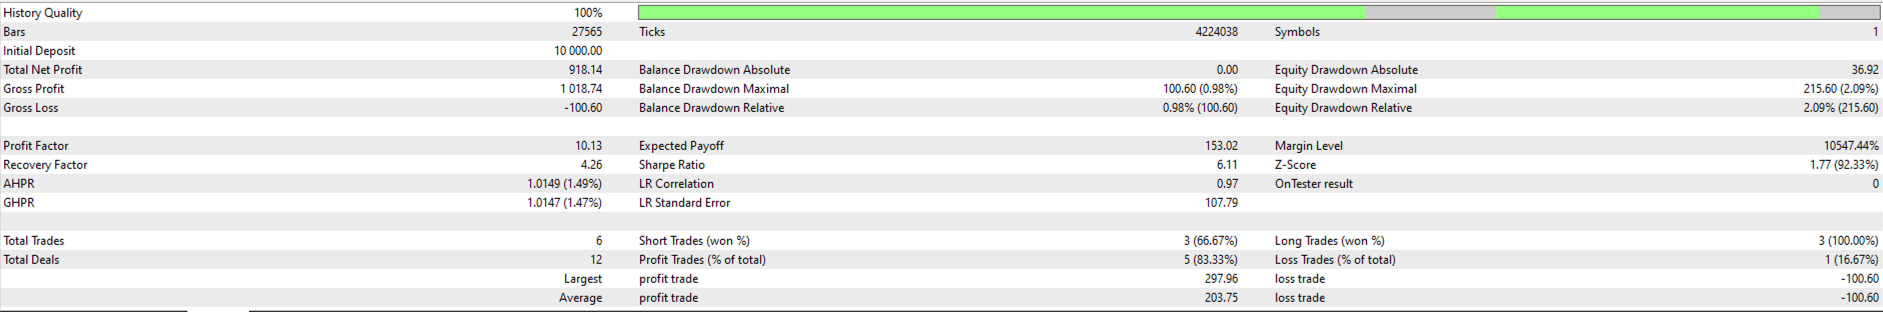 History Quality 100%
Bars 27565 Ticks 4224038 Symbols 1
Initial Deposit 10 000.00
Total Net Profit 918.14 Balance Drawdown Absolute 0.00 Equity Drawdown Absolute 36.92
Gross Profit 1 018.74 Balance Drawdown Maximal 100.60 (0.98%) Equity Drawdown Maximal 215.60 (2.09%)
Gross Loss -100.60 Balance Drawdown Relative 0.98% (100.60) Equity Drawdown Relative 2.09% (215.60)
Profit Factor 10.13 Expected Payoff 153.02 Margin Level 10547.44%
Recovery Factor 4.26 Sharpe Ratio 6.11 Z-Score 1.77 (92.33%)
AHPR 1.0149 (1.49%) LR Correlation 0.97 OnTester result 0
GHPR 1.0147 (1.47%) LR Standard Error 107.79
Total Trades 6 Short Trades (won %) 3 (66.67%) Long Trades (won %) 3 (100.00%)
Total Deals 12 Profit Trades (% of total) 5 (83.33%) Loss Trades (% of total) 1 (16.67%)
Largest profit trade 297.96 loss trade -100.60
Average profit trade 203.75 loss trade -100.60